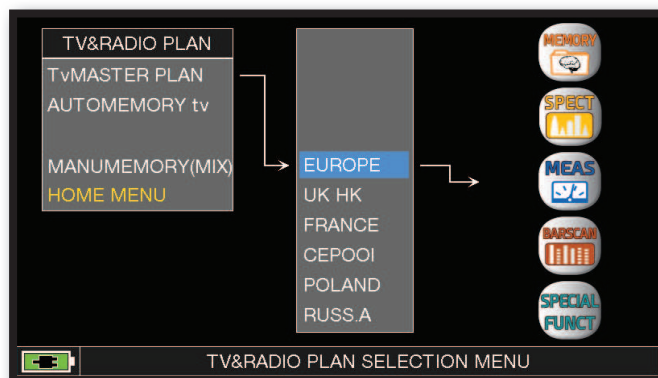 TV&RADIO PLAN
TvMASTER PLAN
AUTOMEMORY tv
MANUMEMORY(MIX)
HOME MENU
EUROPE
UK HK
FRANCE
CEPOOI
POLAND
RUSS.A
MEMORY
SPECT
MEAS
BARSCAN
SPECIAL
FUNCT
TV&RADIO PLAN SELECTION MENU